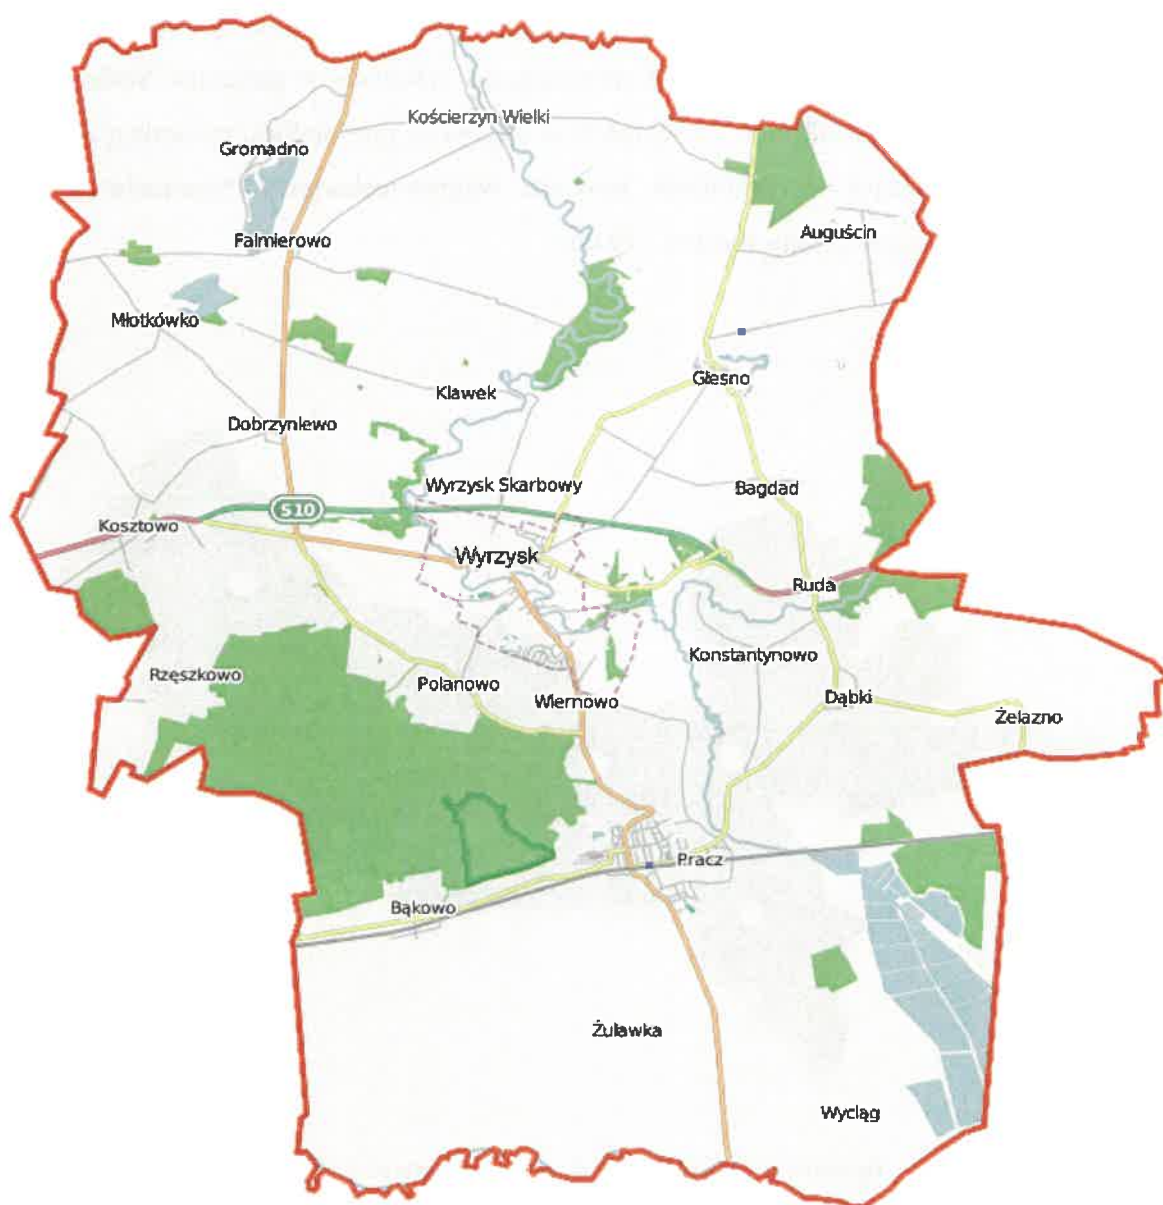 Kościerzyn Wielki
Gromadno
Auguścin
Falmierowo
Młotkówko
Głesno
Klawek
Dobrzyniewo
Wyrzysk Skarbowy
Bagdad
S10
Kosztowo
Wyrzysk
Ruda
Konstantynowo
Rzęszkowo
Polanowo
Wiernowo
Dąbki
Żelazno
Pracz
Bąkowo
Żuławka
Wyciąg